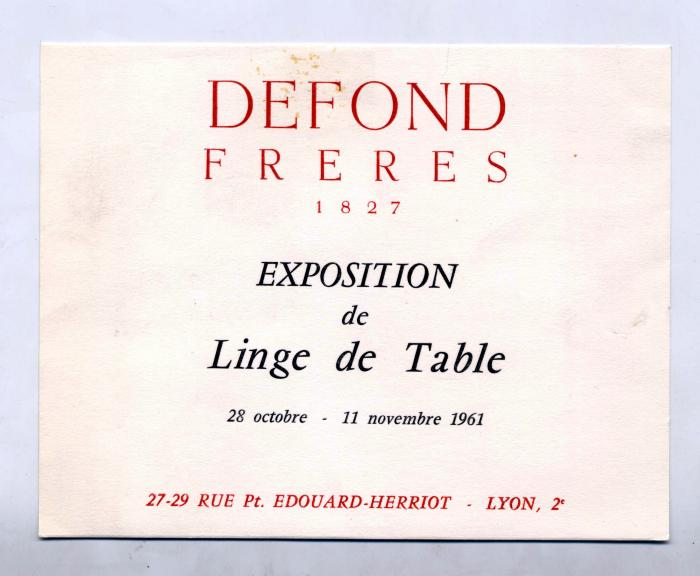 DEFOND
FRERES
1827
EXPOSITION
de
Linge de Table
28 octobre - 11 novembre 1961
27-29 RUE Pt. EDOUARD-HERRIOT - LYON, 2e